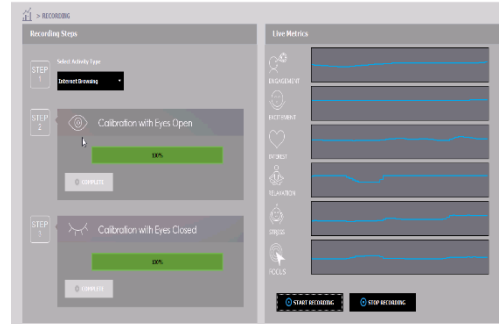 > RECORDING
Recording Steps
STEP
1
Select Activity Type
Internet Browsing
STEP
2
Calibration with Eyes Open
100%
COMPLETE
STEP
3
Calibration with Eyes Closed
100%
COMPLETE
Live Metrics
ENGAGEMENT
EXCITEMENT
INTEREST
RELAXATION
STRESS
FOCUS
START RECORDING
STOP RECORDING